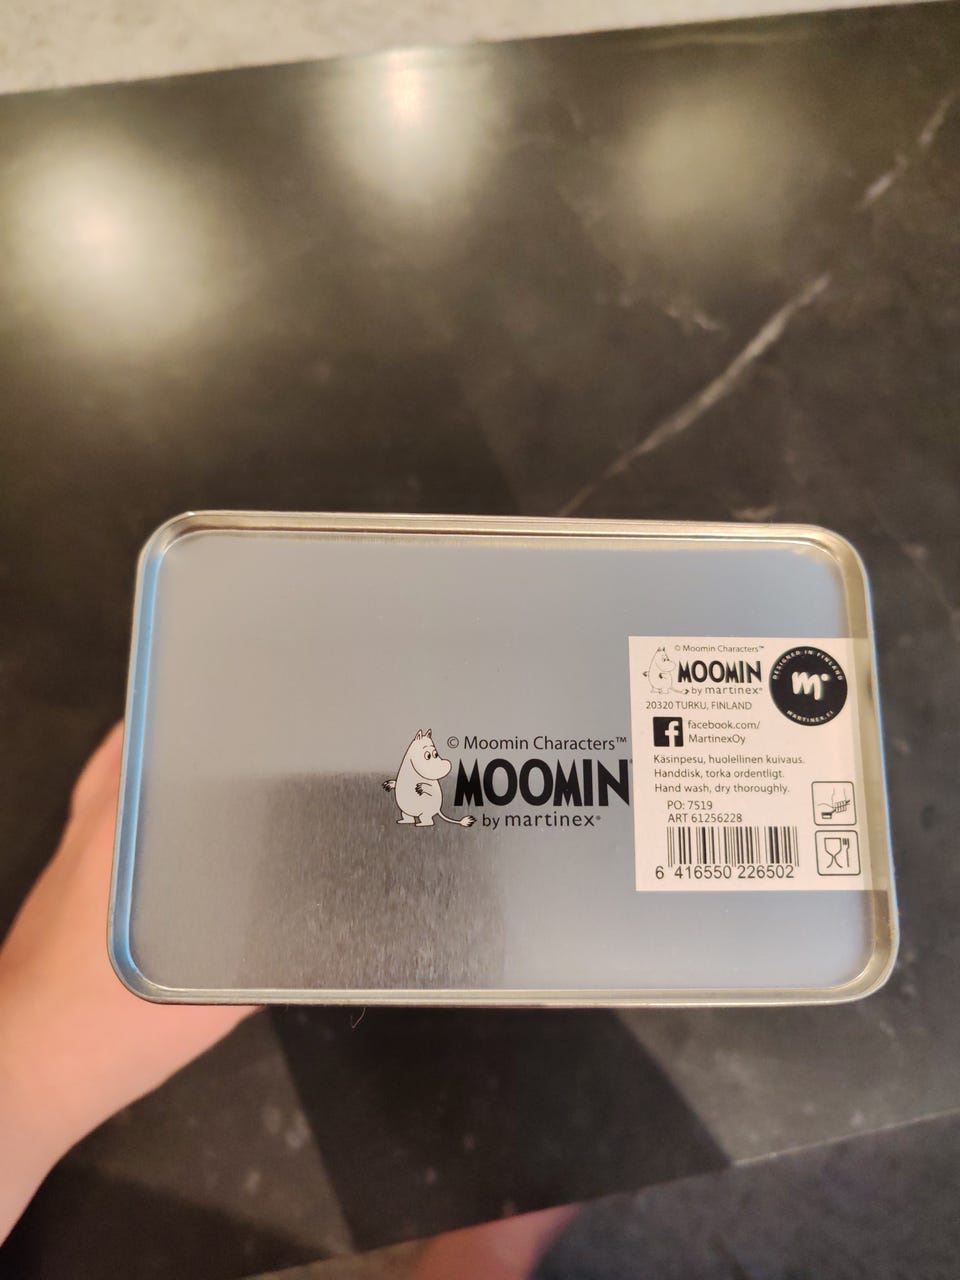 © Moomin Characters™
MOOMIN
by martinex®
© Moomin Characters™
MOOMIN
by martinex®
DESIGNED IN FINLAND
m
MARTINEX.FI
20320 TURKU, FINLAND
f
facebook.com/
MartinexOy
Käsinpesu, huolellinen kuivaus.
Handdisk, torka ordentligt.
Hand wash, dry thoroughly.
PO: 7519
ART 61256228
6 416550 226502